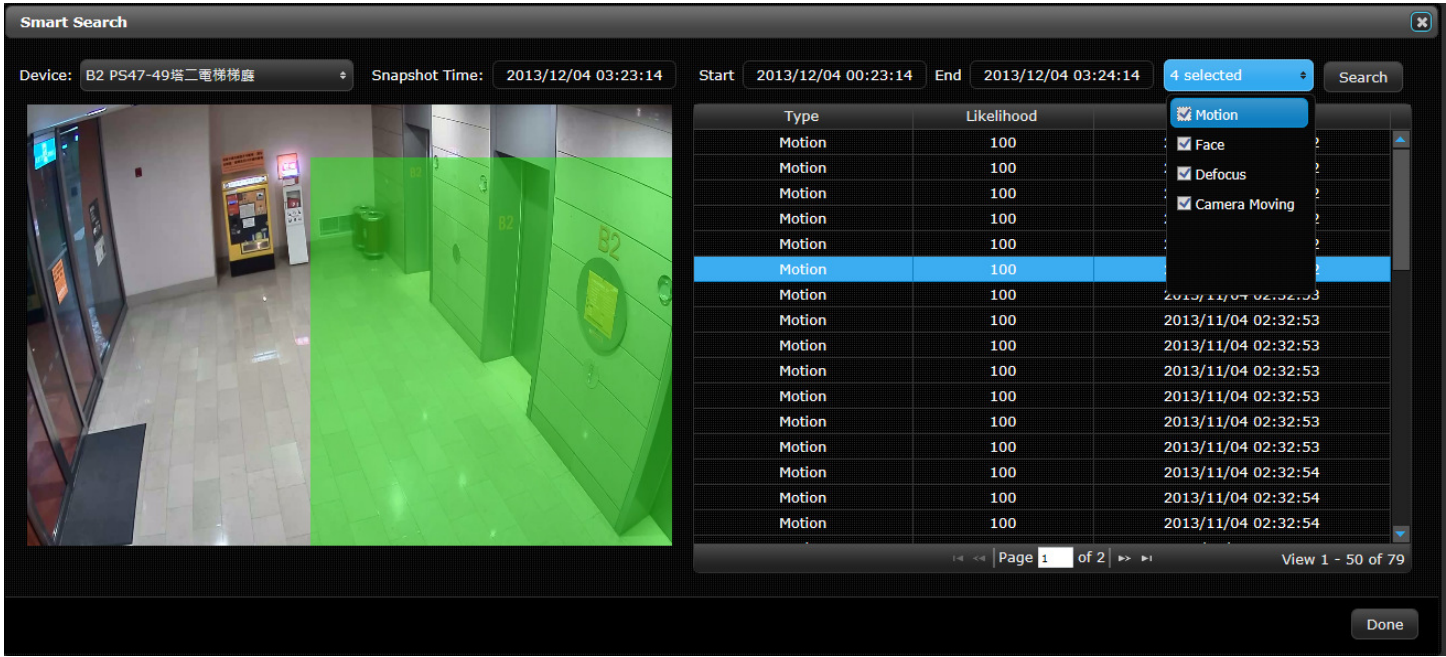 Smart Search
Device: B2 PS47-49塔二電梯梯廳 Snapshot Time: 2013/12/04 03:23:14 Start 2013/12/04 00:23:14 End 2013/12/04 03:24:14 4 selected Search
Type Likelihood
Motion
Face
Defocus
Camera Moving
Motion 100
Motion 100
Motion 100
Motion 100
Motion 100
Motion 100
Motion 100 2013/11/04 02:32:53
Motion 100 2013/11/04 02:32:53
Motion 100 2013/11/04 02:32:53
Motion 100 2013/11/04 02:32:53
Motion 100 2013/11/04 02:32:53
Motion 100 2013/11/04 02:32:53
Motion 100 2013/11/04 02:32:53
Motion 100 2013/11/04 02:32:54
Motion 100 2013/11/04 02:32:54
Motion 100 2013/11/04 02:32:54
B2
B2
B2
Page 1 of 2 View 1 - 50 of 79
Done